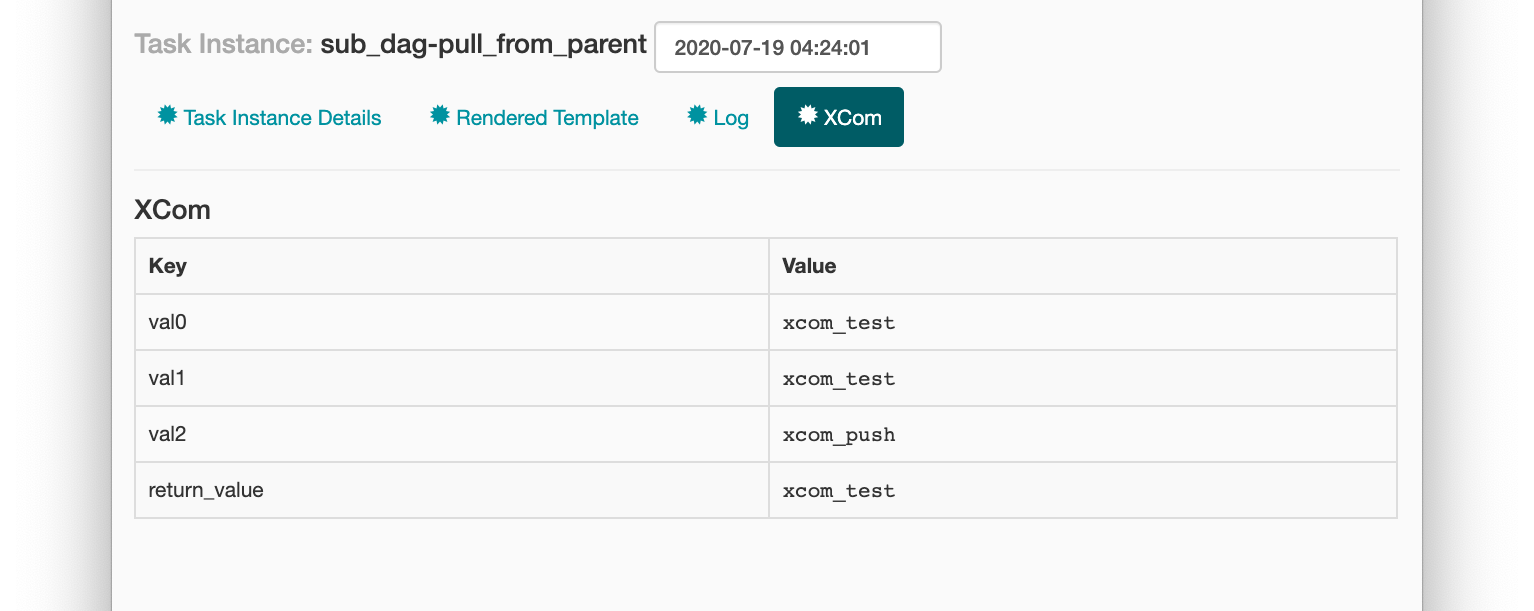 Task Instance: sub_dag-pull_from_parent 2020-07-19 04:24:01
Task Instance Details Rendered Template Log XCom
XCom
Key Value
val0 xcom_test
val1 xcom_test
val2 xcom_push
return_value xcom_test